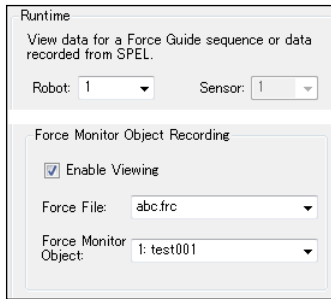 Runtime
View data for a Force Guide sequence or data
recorded from SPEL.
Robot: 1 Sensor: 1
Force Monitor Object Recording
Enable Viewing
Force File: abc.frc
Force Monitor
Object: 1: test001